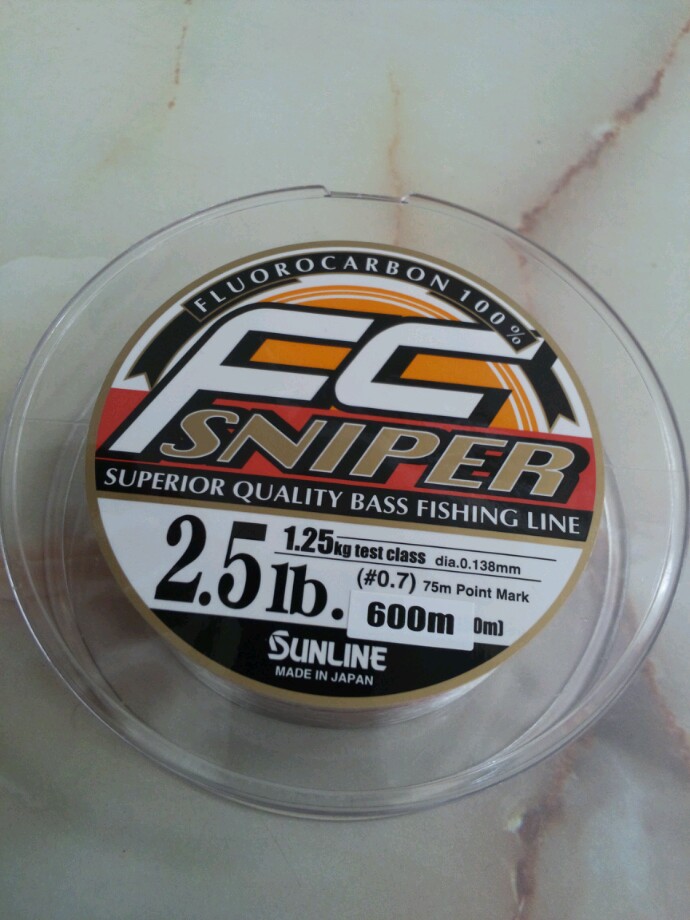 FLUOROCARBON 100%
FC
SNIPER
SUPERIOR QUALITY BASS FISHING LINE
2.5lb.
1.25kg test class dia.0.138mm
(#0.7) 75m Point Mark
600m 0m)
SUNLINE
MADE IN JAPAN